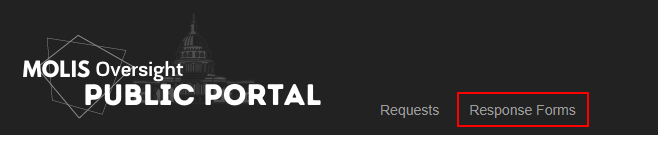 MOLIS Oversight
PUBLIC PORTAL
Requests Response Forms